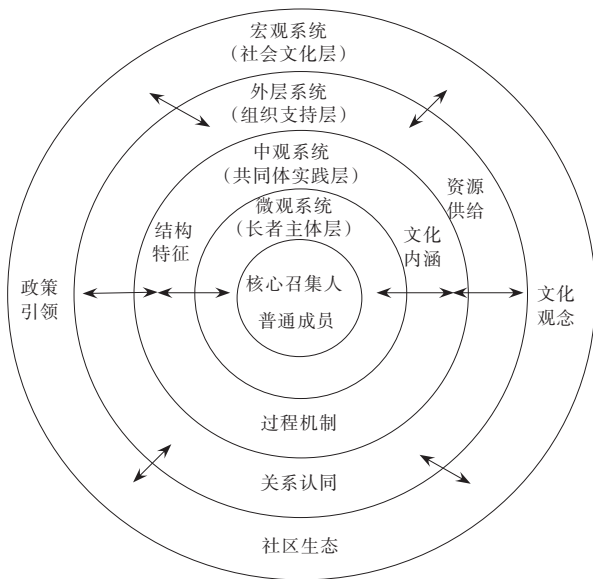 宏观系统
（社会文化层）
外层系统
（组织支持层）
中观系统
（共同体实践层）
资源
供给
微观系统
（长者主体层）
结构
特征
文化
内涵
核心召集人
普通成员
政策
引领
文化
观念
过程机制
关系认同
社区生态